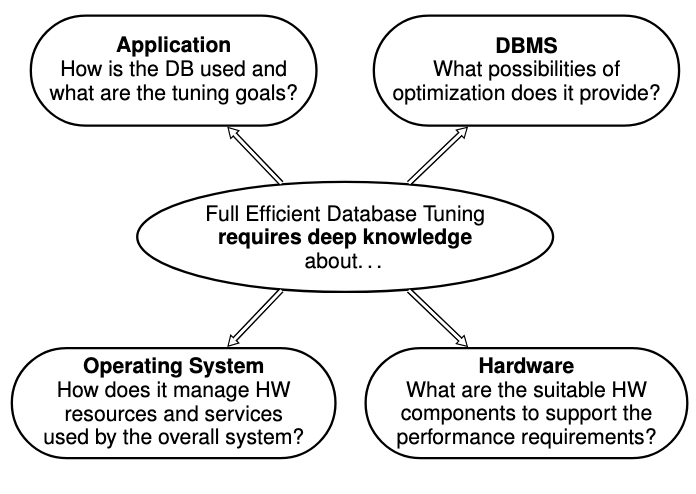 Application
How is the DB used and
what are the tuning goals?
DBMS
What possibilities of
optimization does it provide?
Full Efficient Database Tuning
requires deep knowledge
about...
Operating System
How does it manage HW
resources and services
used by the overall system?
Hardware
What are the suitable HW
components to support the
performance requirements?